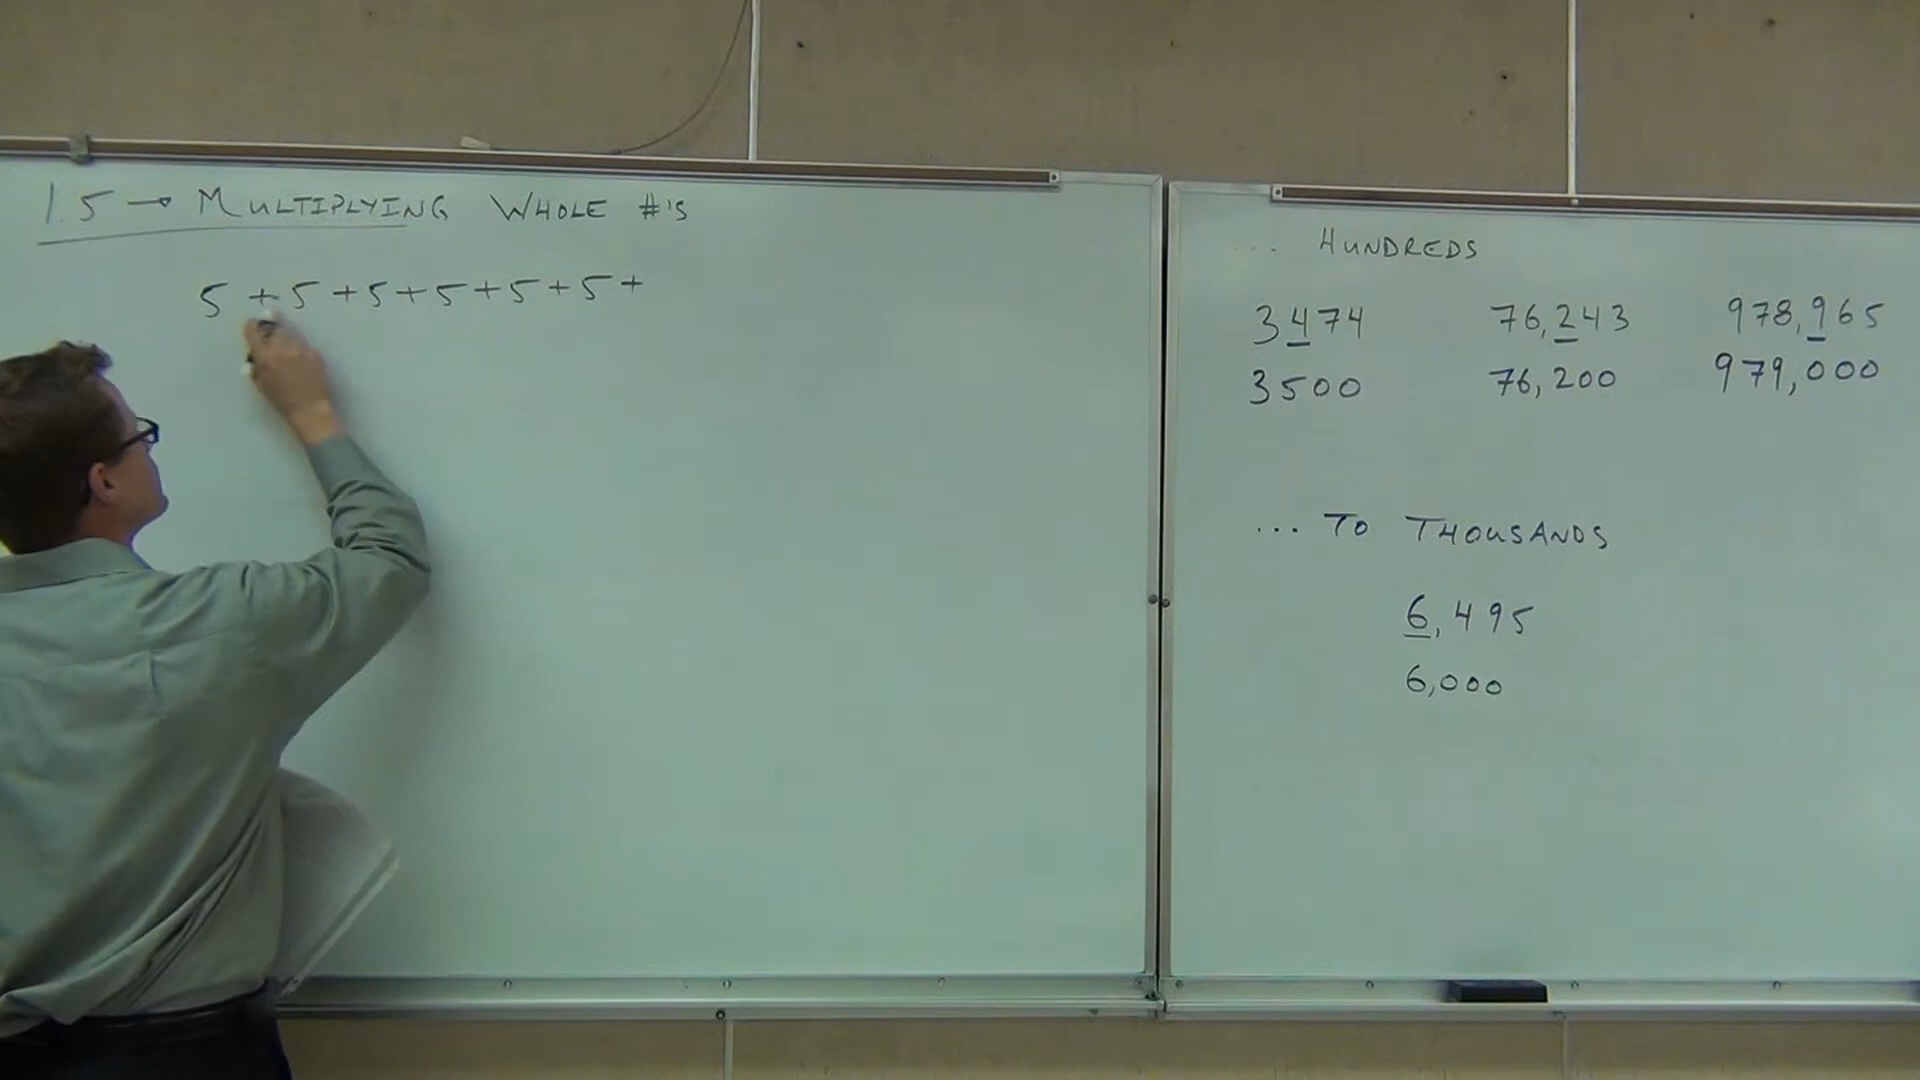 1.5 → MULTIPLYING WHOLE #'S
5 + 5 + 5 + 5 + 5 + 5 +
... HUNDREDS
3474 76,243 978,965
3500 76,200 979,000
... TO THOUSANDS
6,495
6,000